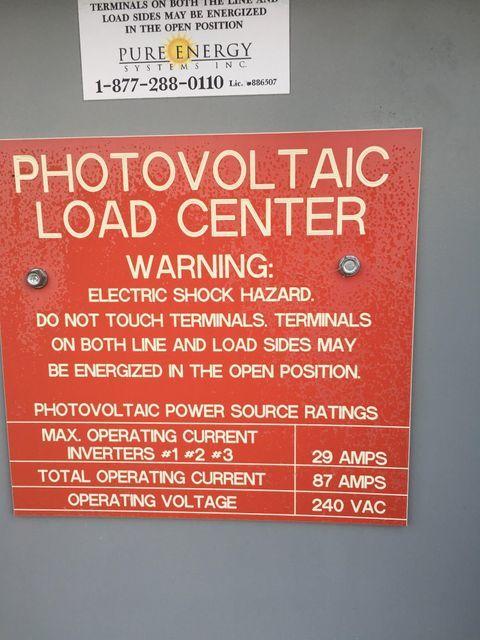 TERMINALS ON BOTH THE LINE AND
LOAD SIDES MAY BE ENERGIZED
IN THE OPEN POSITION
PURE ENERGY
SYSTEMS INC.
1-877-288-0110 Lic. #886507
PHOTOVOLTAIC
LOAD CENTER
WARNING:
ELECTRIC SHOCK HAZARD.
DO NOT TOUCH TERMINALS. TERMINALS
ON BOTH LINE AND LOAD SIDES MAY
BE ENERGIZED IN THE OPEN POSITION.
PHOTOVOLTAIC POWER SOURCE RATINGS
MAX. OPERATING CURRENT
INVERTERS #1 #2 #3 29 AMPS
TOTAL OPERATING CURRENT 87 AMPS
OPERATING VOLTAGE 240 VAC